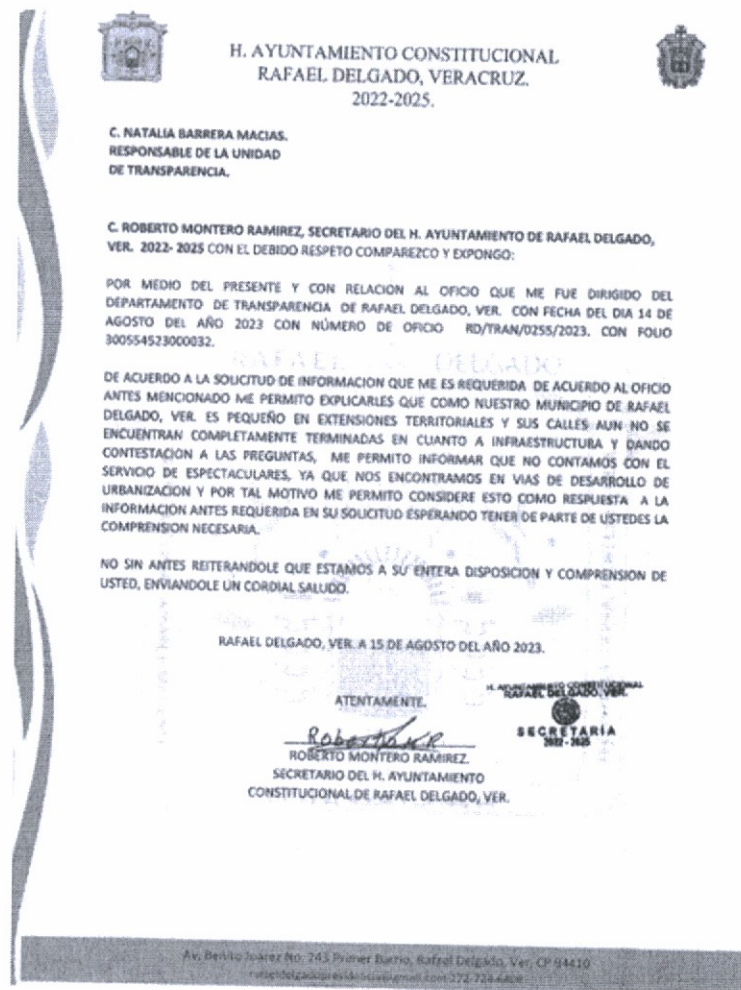 H. AYUNTAMIENTO CONSTITUCIONAL
RAFAEL DELGADO, VERACRUZ.
2022-2025.
C. NATALIA BARRERA MACIAS.
RESPONSABLE DE LA UNIDAD
DE TRANSPARENCIA.
C. ROBERTO MONTERO RAMIREZ, SECRETARIO DEL H. AYUNTAMIENTO DE RAFAEL DELGADO,
VER. 2022- 2025 CON EL DEBIDO RESPETO COMPAREZCO Y EXPONGO:
POR MEDIO DEL PRESENTE Y CON RELACION AL OFICIO QUE ME FUE DIRIGIDO DEL
DEPARTAMENTO DE TRANSPARENCIA DE RAFAEL DELGADO, VER. CON FECHA DEL DIA 14 DE
AGOSTO DEL AÑO 2023 CON NÚMERO DE OFICIO RD/TRAN/0255/2023. CON FOLIO
300554523000032.
RAFAEL DELGADO
DE ACUERDO A LA SOLICITUD DE INFORMACION QUE ME ES REQUERIDA DE ACUERDO AL OFICIO
ANTES MENCIONADO ME PERMITO EXPLICARLES QUE COMO NUESTRO MUNICIPIO DE RAFAEL
DELGADO, VER. ES PEQUEÑO EN EXTENSIONES TERRITORIALES Y SUS CALLES AUN NO SE
ENCUENTRAN COMPLETAMENTE TERMINADAS EN CUANTO A INFRAESTRUCTURA Y DANDO
CONTESTACION A LAS PREGUNTAS, ME PERMITO INFORMAR QUE NO CONTAMOS CON EL
SERVICIO DE ESPECTACULARES, YA QUE NOS ENCONTRAMOS EN VIAS DE DESARROLLO DE
URBANIZACION Y POR TAL MOTIVO ME PERMITO CONSIDERE ESTO COMO RESPUESTA A LA
INFORMACION ANTES REQUERIDA EN SU SOLICITUD ESPERANDO TENER DE PARTE DE USTEDES LA
COMPRENSION NECESARIA.
NO SIN ANTES REITERANDOLE QUE ESTAMOS A SU ENTERA DISPOSICION Y COMPRENSION DE
USTED, ENVIANDOLE UN CORDIAL SALUDO.
RAFAEL DELGADO, VER. A 15 DE AGOSTO DEL AÑO 2023.
ATENTAMENTE.
H. AYUNTAMIENTO CONSTITUCIONAL
RAFAEL DELGADO, VER.
SECRETARIA
2022 - 2025
ROBERTO MONTERO RAMIREZ.
SECRETARIO DEL H. AYUNTAMIENTO
CONSTITUCIONAL DE RAFAEL DELGADO, VER.
Av. Benito Juárez No. 243 Primer Barrio, Rafael Delgado, Ver. CP 94410